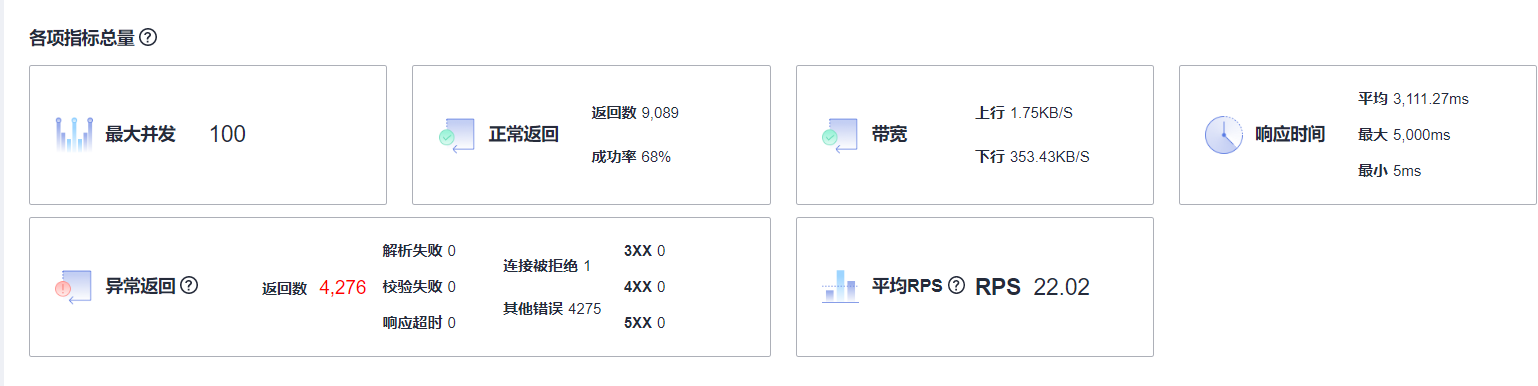 各项指标总量
最大并发 100
正常返回
返回数 9,089
成功率 68%
带宽
上行 1.75KB/S
下行 353.43KB/S
响应时间
平均 3,111.27ms
最大 5,000ms
最小 5ms
异常返回
返回数 4,276
解析失败 0
校验失败 0
响应超时 0
连接被拒绝 1
其他错误 4275
3XX 0
4XX 0
5XX 0
平均RPS
RPS 22.02